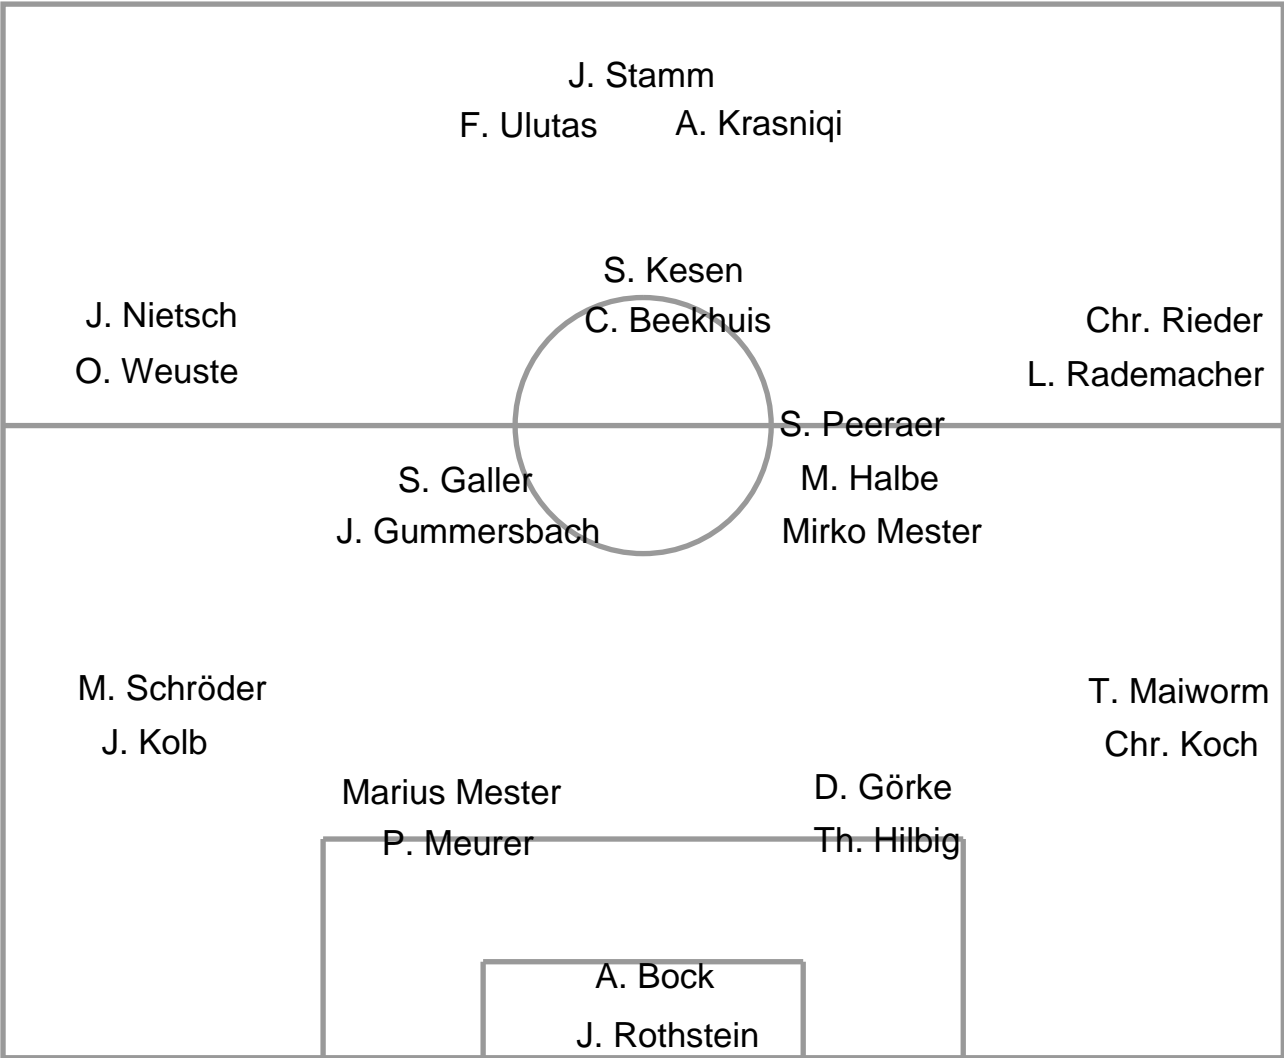 J. Stamm
F. Ulutas A. Krasniqi
S. Kesen
J. Nietsch C. Beekhuis Chr. Rieder
O. Weuste L. Rademacher
S. Peeraer
S. Galler M. Halbe
J. Gummersbach Mirko Mester
M. Schröder T. Maiworm
J. Kolb Chr. Koch
Marius Mester D. Görke
P. Meurer Th. Hilbig
A. Bock
J. Rothstein